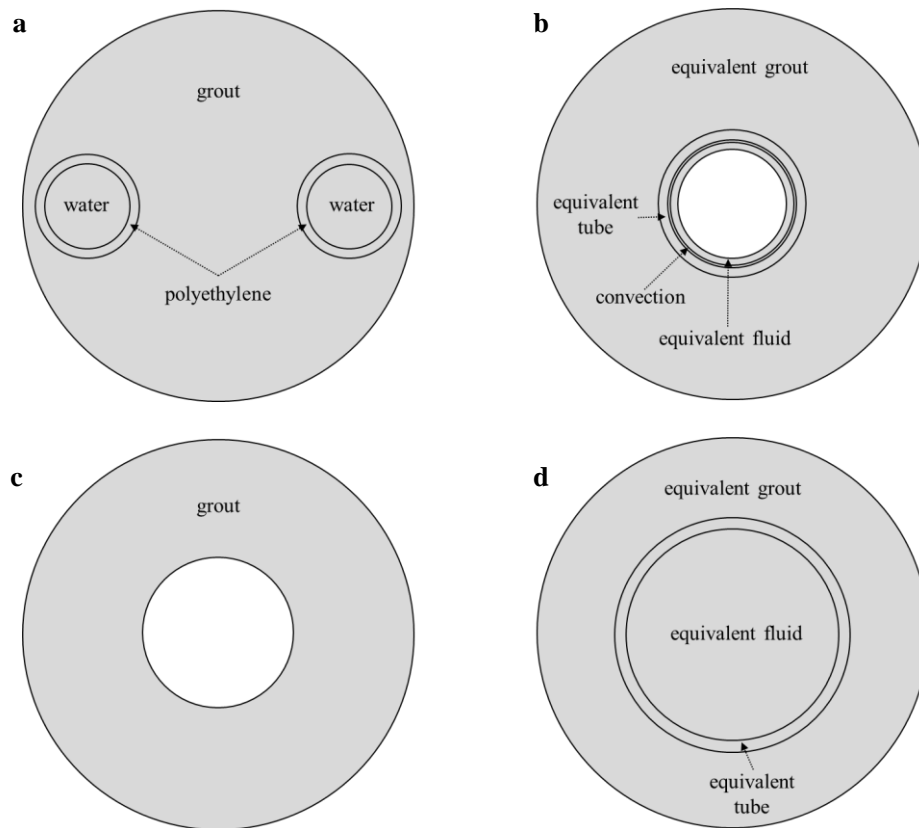 a
grout
water
water
polyethylene
b
equivalent grout
equivalent
tube
convection
equivalent fluid
c
grout
d
equivalent grout
equivalent fluid
equivalent
tube